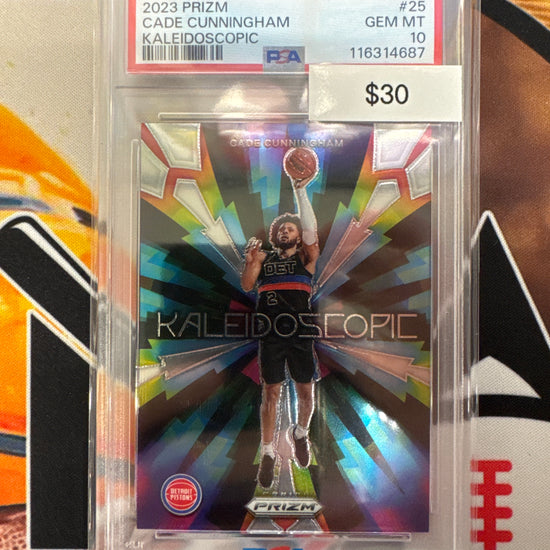 2023 PRIZM #25
CADE CUNNINGHAM GEM MT
KALEIDOSCOPIC 10
PSA 116314687
$30
CADE CUNNINGHAM
DET
2
KALEIDOSCOPIC
DETROIT
PISTONS
PANINI
PRIZM